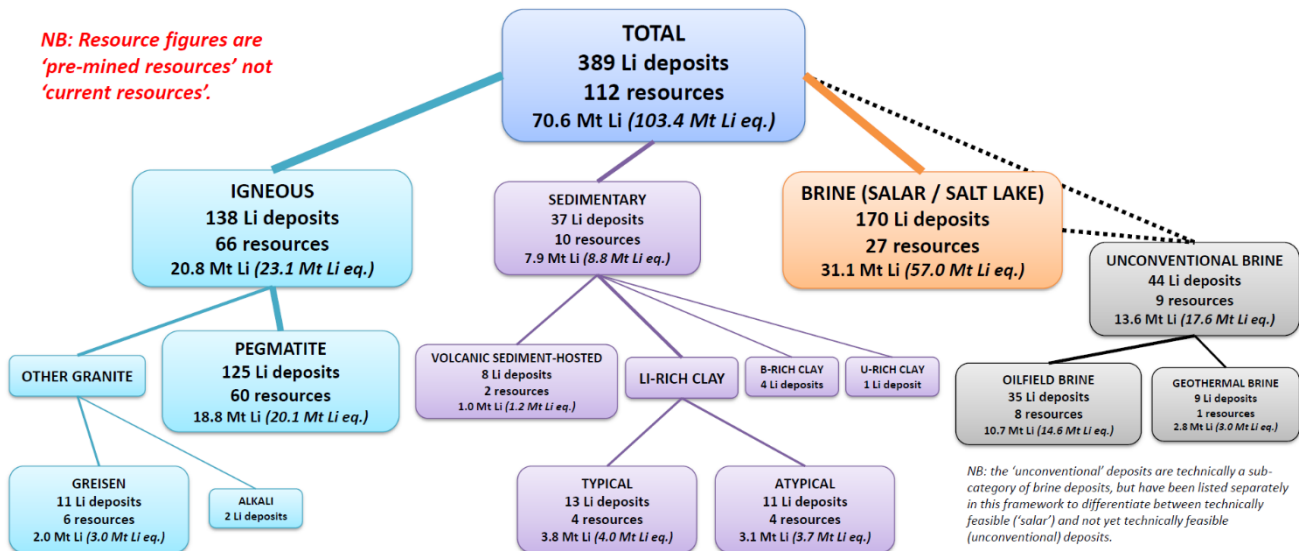 NB: Resource figures are
‘pre-mined resources’ not
‘current resources’.
TOTAL
389 Li deposits
112 resources
70.6 Mt Li (103.4 Mt Li eq.)
IGNEOUS
138 Li deposits
66 resources
20.8 Mt Li (23.1 Mt Li eq.)
SEDIMENTARY
37 Li deposits
10 resources
7.9 Mt Li (8.8 Mt Li eq.)
BRINE (SALAR / SALT LAKE)
170 Li deposits
27 resources
31.1 Mt Li (57.0 Mt Li eq.)
UNCONVENTIONAL BRINE
44 Li deposits
9 resources
13.6 Mt Li (17.6 Mt Li eq.)
OTHER GRANITE
PEGMATITE
125 Li deposits
60 resources
18.8 Mt Li (20.1 Mt Li eq.)
VOLCANIC SEDIMENT-HOSTED
8 Li deposits
2 resources
1.0 Mt Li (1.2 Mt Li eq.)
LI-RICH CLAY
B-RICH CLAY
4 Li deposits
U-RICH CLAY
1 Li deposit
OILFIELD BRINE
35 Li deposits
8 resources
10.7 Mt Li (14.6 Mt Li eq.)
GEOTHERMAL BRINE
9 Li deposits
1 resources
2.8 Mt Li (3.0 Mt Li eq.)
GREISEN
11 Li deposits
6 resources
2.0 Mt Li (3.0 Mt Li eq.)
ALKALI
2 Li deposits
TYPICAL
13 Li deposits
4 resources
3.8 Mt Li (4.0 Mt Li eq.)
ATYPICAL
11 Li deposits
4 resources
3.1 Mt Li (3.7 Mt Li eq.)
NB: the ‘unconventional’ deposits are technically a sub-
category of brine deposits, but have been listed separately
in this framework to differentiate between technically
feasible (‘salar’) and not yet technically feasible
(unconventional) deposits.